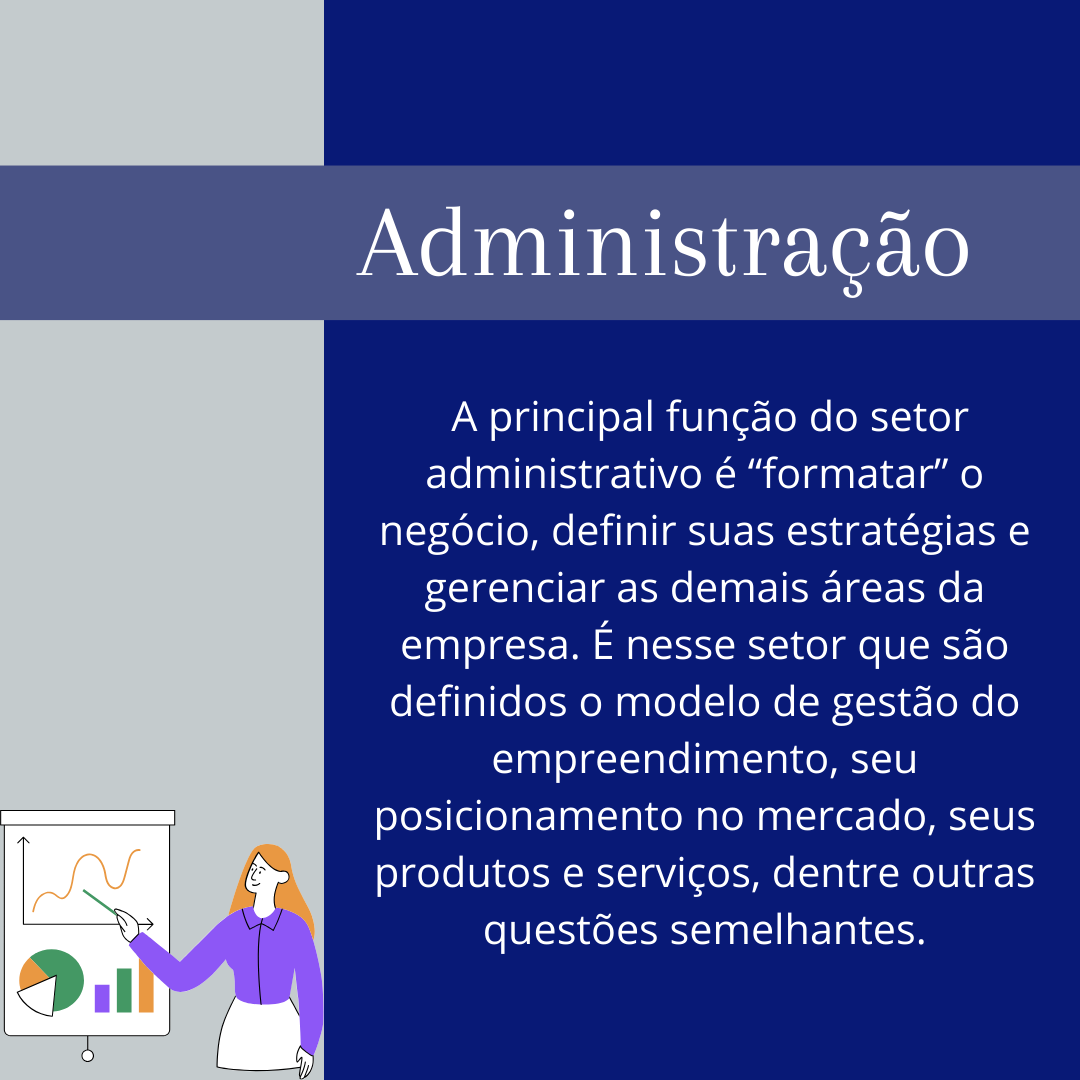 Administração
A principal função do setor
administrativo é “formatar” o
negócio, definir suas estratégias e
gerenciar as demais áreas da
empresa. É nesse setor que são
definidos o modelo de gestão do
empreendimento, seu
posicionamento no mercado, seus
produtos e serviços, dentre outras
questões semelhantes.